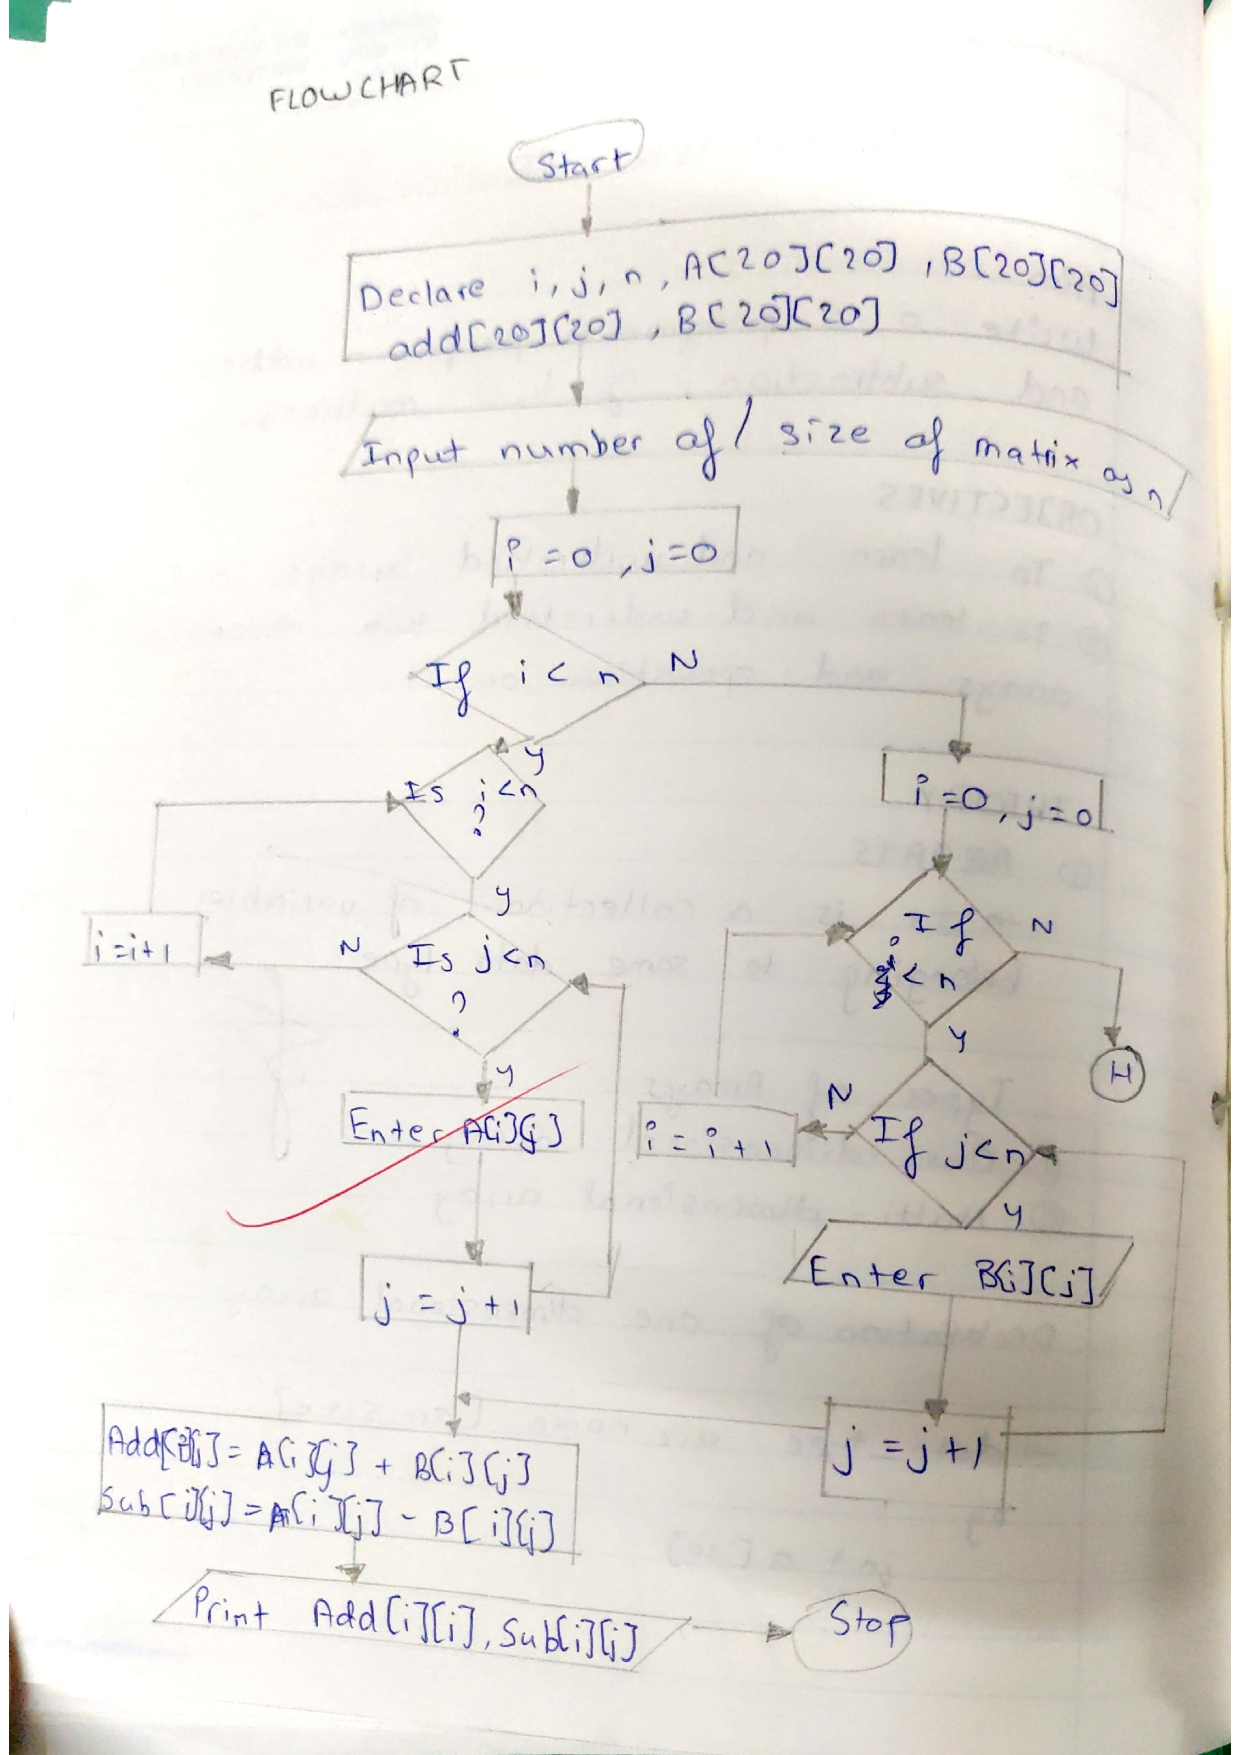 FLOWCHART
Start
Declare i, j, n, A[20][20], B[20][20]
add[20][20], B[20][20]
Input number of / size of matrix as n
i = 0, j = 0
If i < n
N
Y
Is i < n
?
Y
i = i + 1
N
Is j < n
?
Y
Enter A[i][j]
j = j + 1
i = 0, j = 0
If
i < n
N
Y
H
i = i + 1
N
If j < n
Y
Enter B[i][j]
j = j + 1
Add[i][j] = A[i][j] + B[i][j]
Sub[i][j] = A[i][j] - B[i][j]
Print Add[i][i], Sub[i][j]
Stop